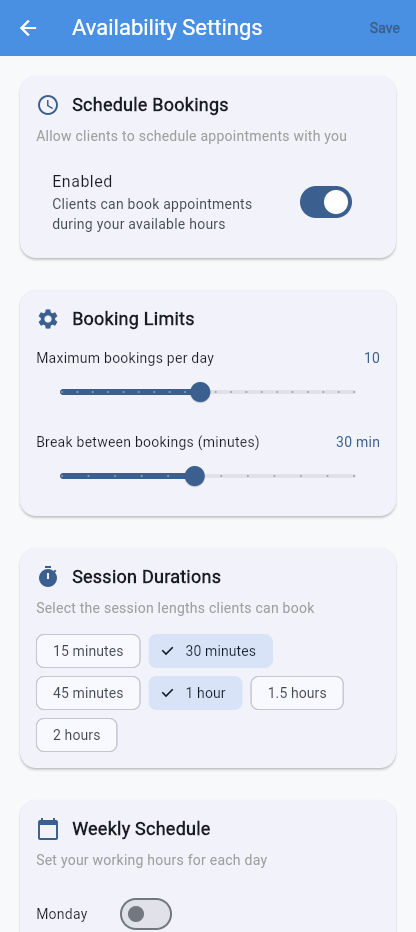 Availability Settings
Save
Schedule Bookings
Allow clients to schedule appointments with you
Enabled
Clients can book appointments
during your available hours
Booking Limits
Maximum bookings per day 10
Break between bookings (minutes) 30 min
Session Durations
Select the session lengths clients can book
15 minutes 30 minutes
45 minutes 1 hour 1.5 hours
2 hours
Weekly Schedule
Set your working hours for each day
Monday